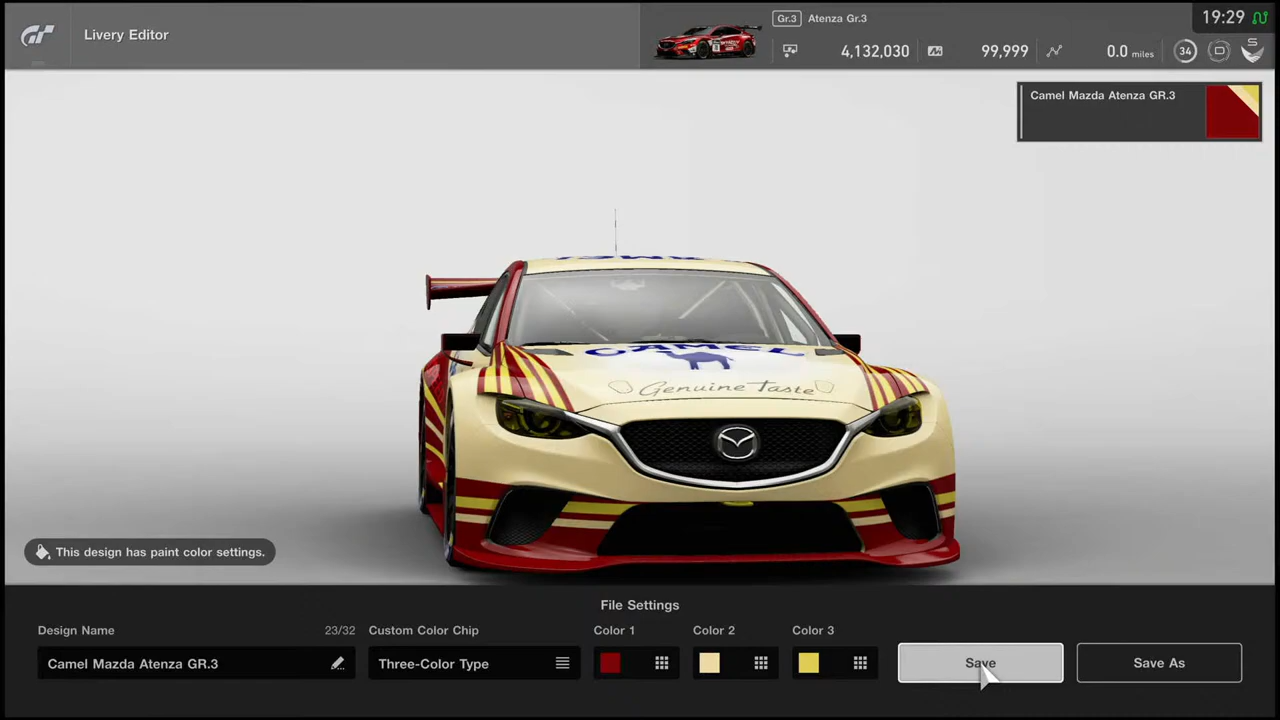 Livery Editor
Gr.3 Atenza Gr.3
4,132,030 99,999 0.0 miles 34 S
19:29
Camel Mazda Atenza GR.3
CAMEL
CAMEL
Genuine Taste
This design has paint color settings.
File Settings
Design Name 23/32 Custom Color Chip Color 1 Color 2 Color 3
Camel Mazda Atenza GR.3 Three-Color Type Save Save As